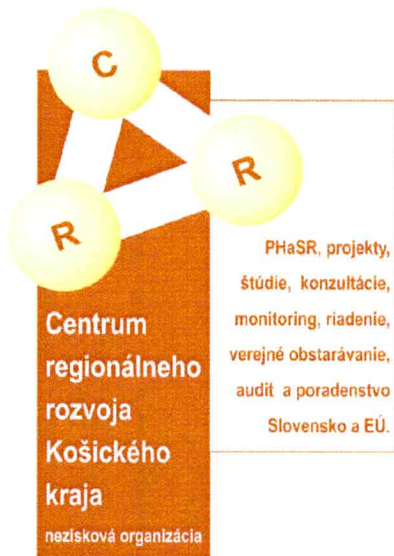 C
R
R
Centrum
regionálneho
rozvoja
Košického
kraja
nezisková organizácia
PHaSR, projekty,
štúdie, konzultácie,
monitoring, riadenie,
verejné obstarávanie,
audit a poradenstvo
Slovensko a EÚ.